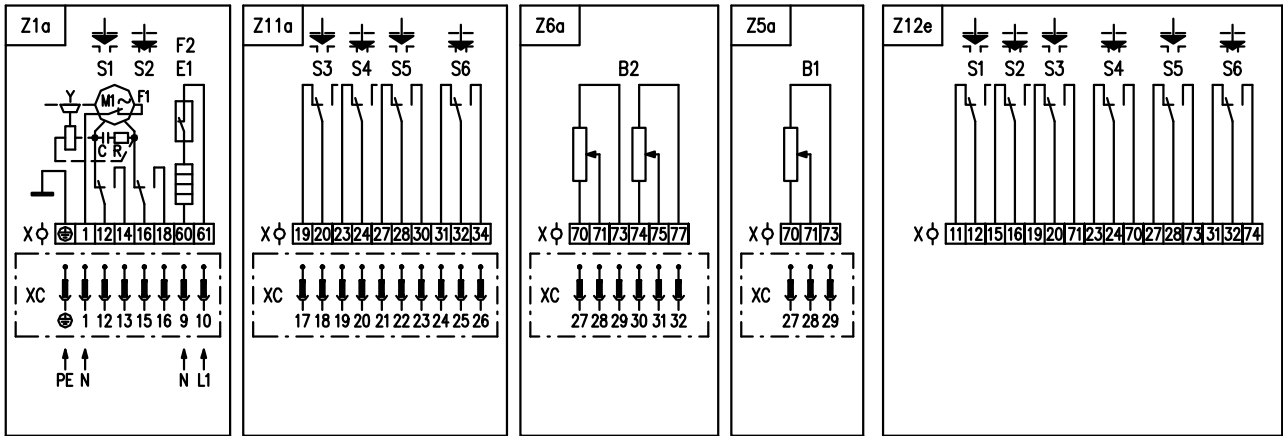 Z1a
S1 S2 F2
E1
Y M1 ~ F1
C R
X 1 12 14 16 18 60 61
XC
1 12 13 15 16 9 10
PE N N L1
Z11a
S3 S4 S5 S6
X 19 20 23 24 27 28 30 31 32 34
XC
17 18 19 20 21 22 23 24 25 26
Z6a
B2
X 70 71 73 74 75 77
XC
27 28 29 30 31 32
Z5a
B1
X 70 71 73
XC
27 28 29
Z12e
S1 S2 S3 S4 S5 S6
X 11 12 15 16 19 20 71 23 24 70 27 28 73 31 32 74